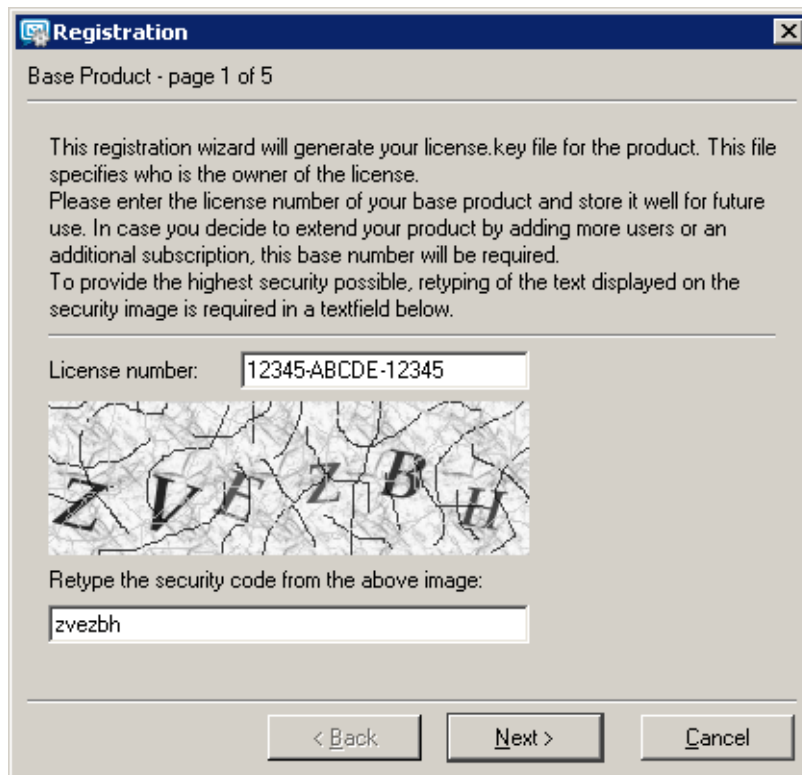 Registration
Base Product - page 1 of 5
This registration wizard will generate your license.key file for the product. This file
specifies who is the owner of the license.
Please enter the license number of your base product and store it well for future
use. In case you decide to extend your product by adding more users or an
additional subscription, this base number will be required.
To provide the highest security possible, retyping of the text displayed on the
security image is required in a textfield below.
License number: 12345-ABCDE-12345
Z V E Z B H
Retype the security code from the above image:
zvezbh
< Back Next > Cancel